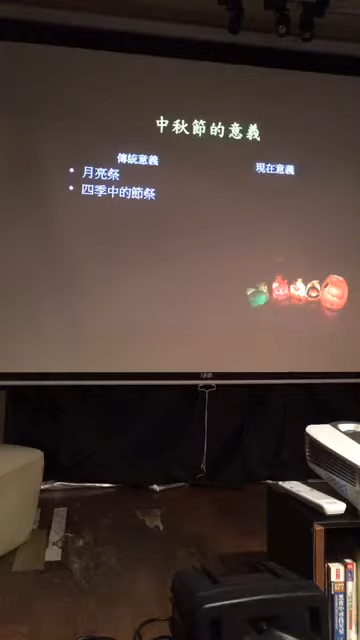 中秋節的意義
傳統意義
• 月亮祭
• 四季中的節祭
現在意義